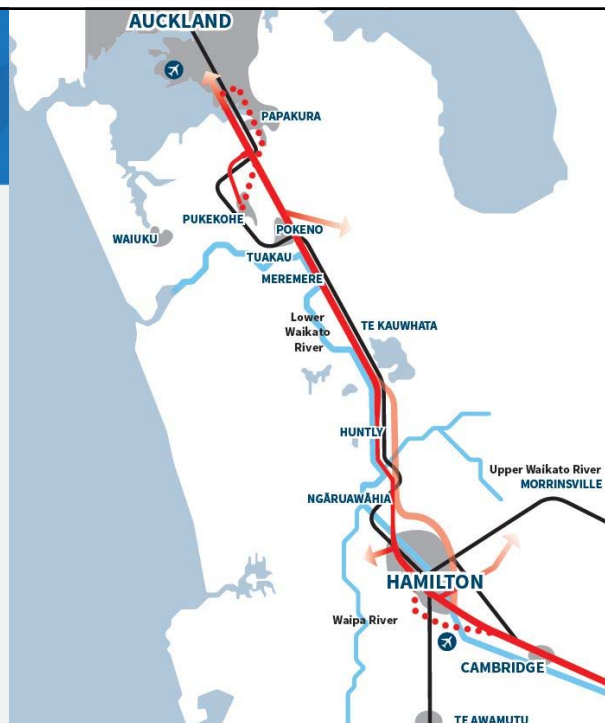 AUCKLAND
PAPAKURA
PUKEKOHE
WAIUKU
POKENO
TUAKAU
MEREMERE
Lower
Waikato
River
TE KAUWHATA
HUNTLY
Upper Waikato River
MORRINSVILLE
NGĀRUAWĀHIA
HAMILTON
Waipa River
CAMBRIDGE
TE AWAMUTU